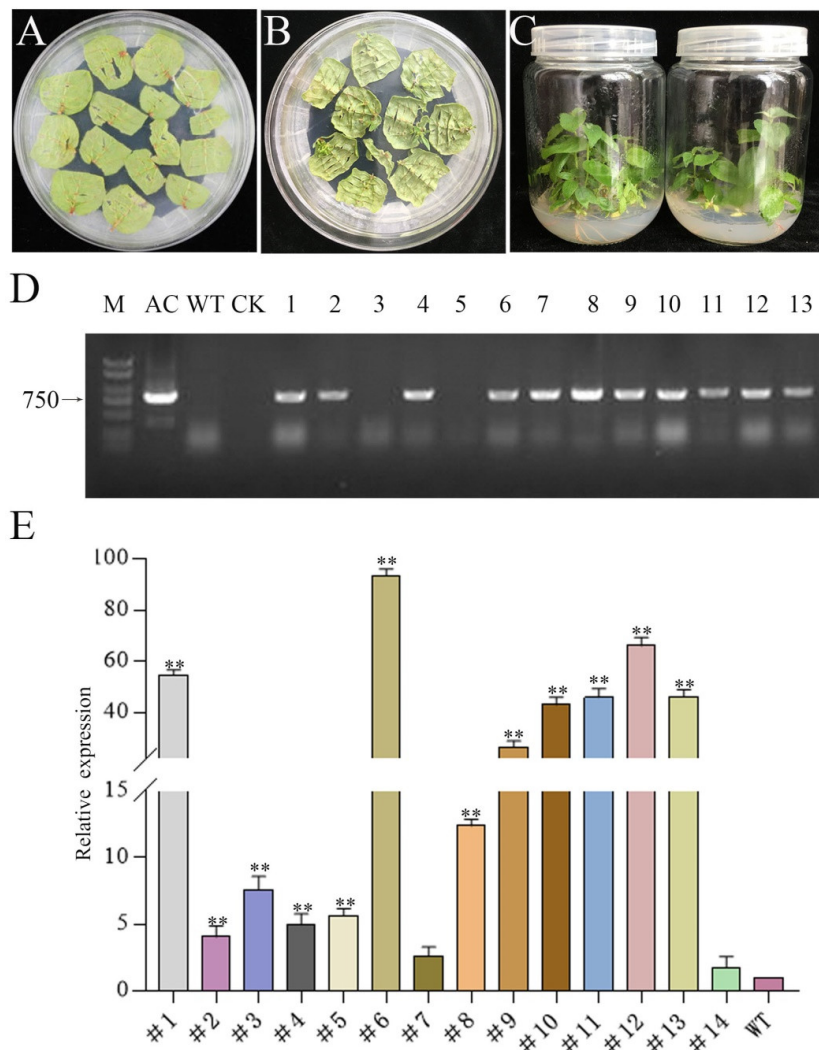 A B C
D
M AC WT CK 1 2 3 4 5 6 7 8 9 10 11 12 13
750→
E
Relative expression
100
80
60
40
15
10
5
0
** ** ** ** ** ** ** ** ** ** ** **
#1 #2 #3 #4 #5 #6 #7 #8 #9 #10 #11 #12 #13 #14 WT